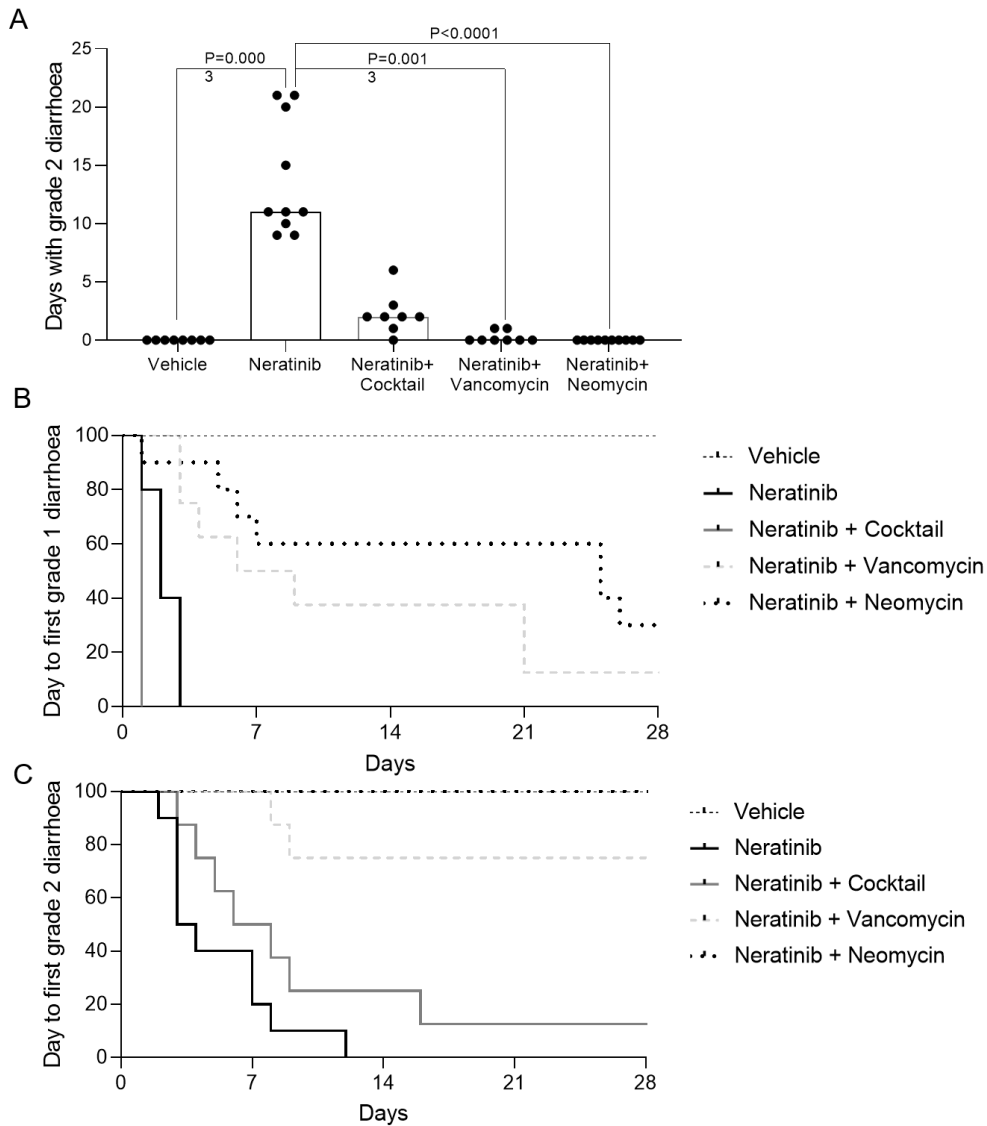 A
P<0.0001
P=0.000
3
P=0.001
3
Days with grade 2 diarrhoea
25
20
15
10
5
0
Vehicle
Neratinib
Neratinib+
Cocktail
Neratinib+
Vancomycin
Neratinib+
Neomycin
B
Day to first grade 1 diarrhoea
100
80
60
40
20
0
0 7 14 21 28
Days
Vehicle
Neratinib
Neratinib + Cocktail
Neratinib + Vancomycin
Neratinib + Neomycin
C
Day to first grade 2 diarrhoea
100
80
60
40
20
0
0 7 14 21 28
Days
Vehicle
Neratinib
Neratinib + Cocktail
Neratinib + Vancomycin
Neratinib + Neomycin